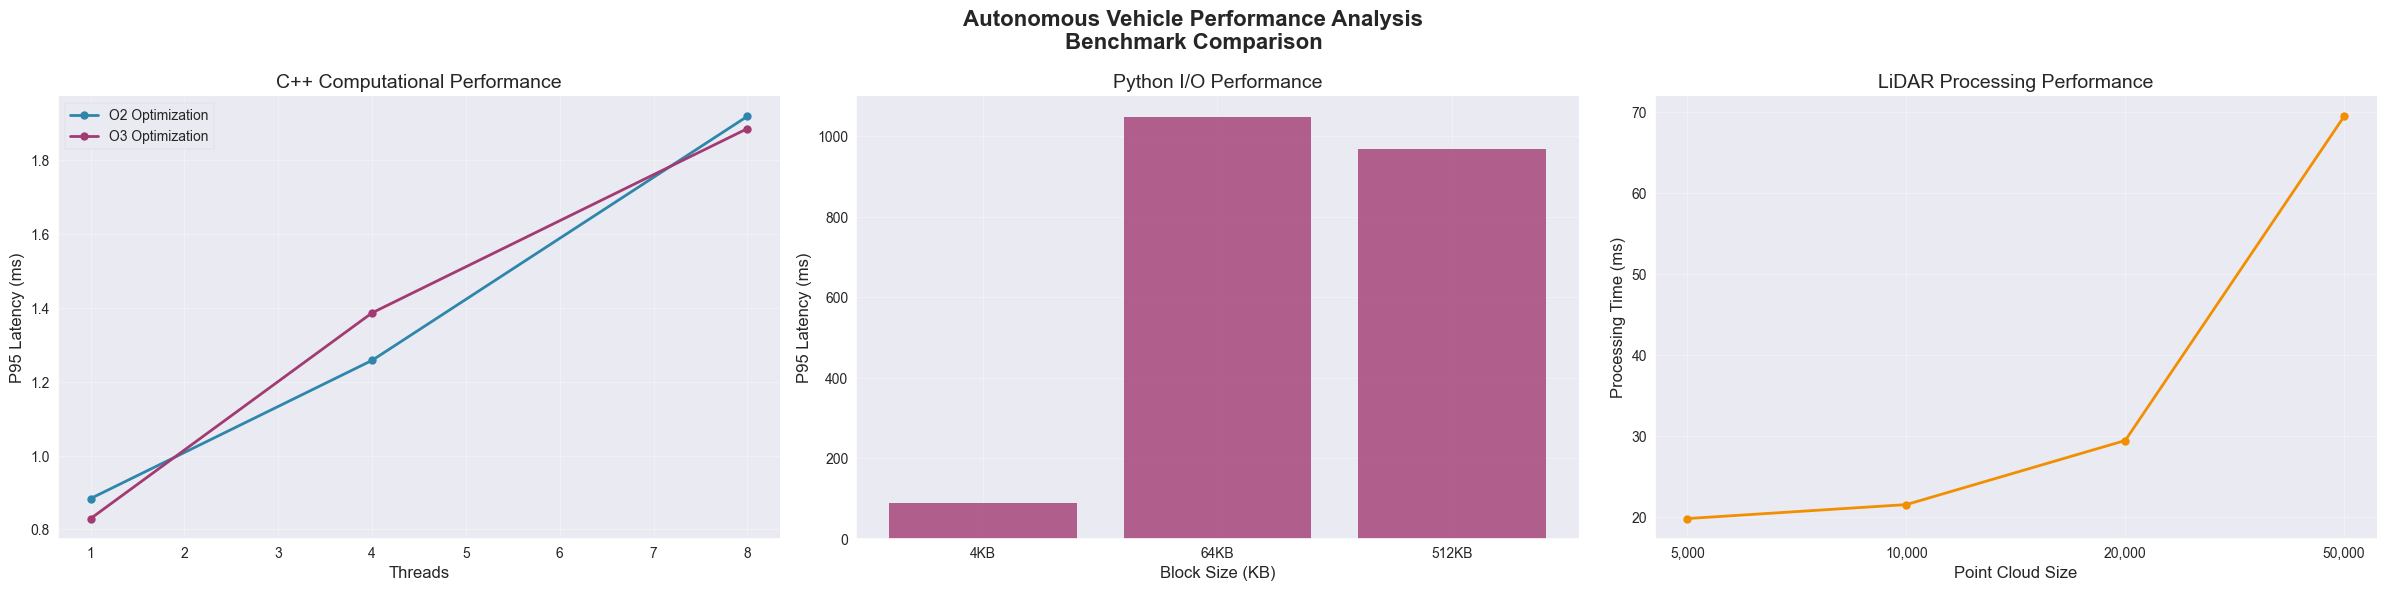 Autonomous Vehicle Performance Analysis
Benchmark Comparison
C++ Computational Performance
O2 Optimization
O3 Optimization
P95 Latency (ms)
1.8
1.6
1.4
1.2
1.0
0.8
1 2 3 4 5 6 7 8
Threads
Python I/O Performance
P95 Latency (ms)
1000
800
600
400
200
0
4KB 64KB 512KB
Block Size (KB)
LiDAR Processing Performance
Processing Time (ms)
70
60
50
40
30
20
5,000 10,000 20,000 50,000
Point Cloud Size